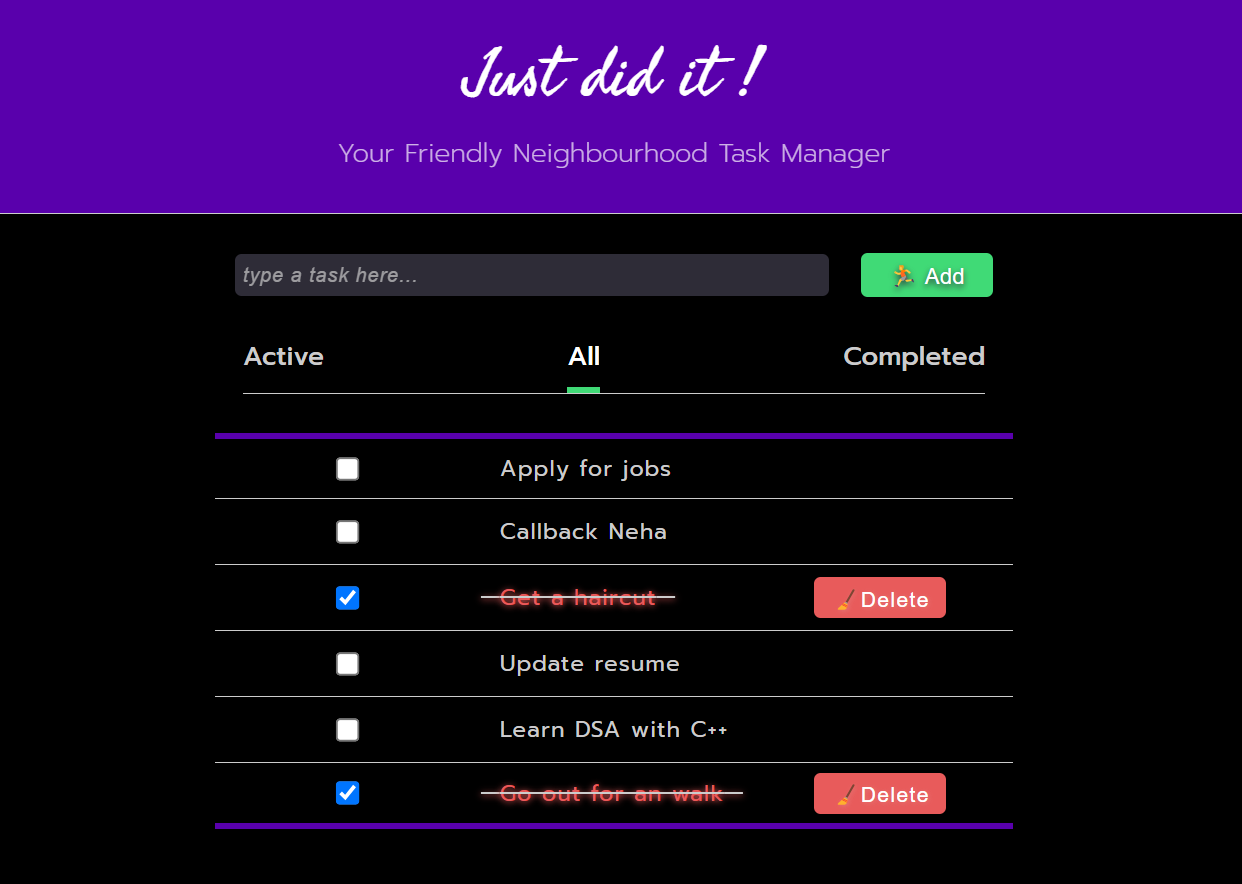 Just did it !
Your Friendly Neighbourhood Task Manager
type a task here...
🏃 Add
Active All Completed
Apply for jobs
Callback Neha
Get a haircut 🧹Delete
Update resume
Learn DSA with C++
Go out for an walk 🧹Delete